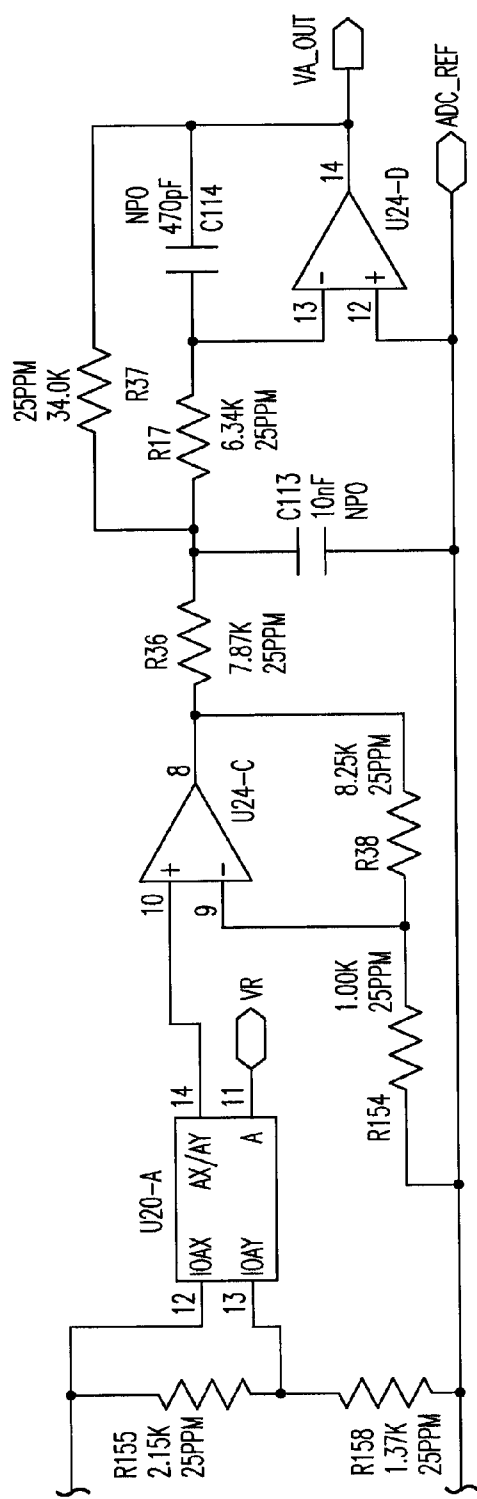 R155
2.15K
25PPM
R158
1.37K
25PPM
U20-A
12
IOAX
AX/AY
14
13
IOAY
A
11
VR
10
+
9
-
8
U24-C
R154
1.00K
25PPM
R38
8.25K
25PPM
R36
7.87K
25PPM
25PPM
34.0K
R37
R17
6.34K
25PPM
C113
10nF
NPO
NPO
470pF
C114
13
-
12
+
14
U24-D
VA_OUT
ADC_REF